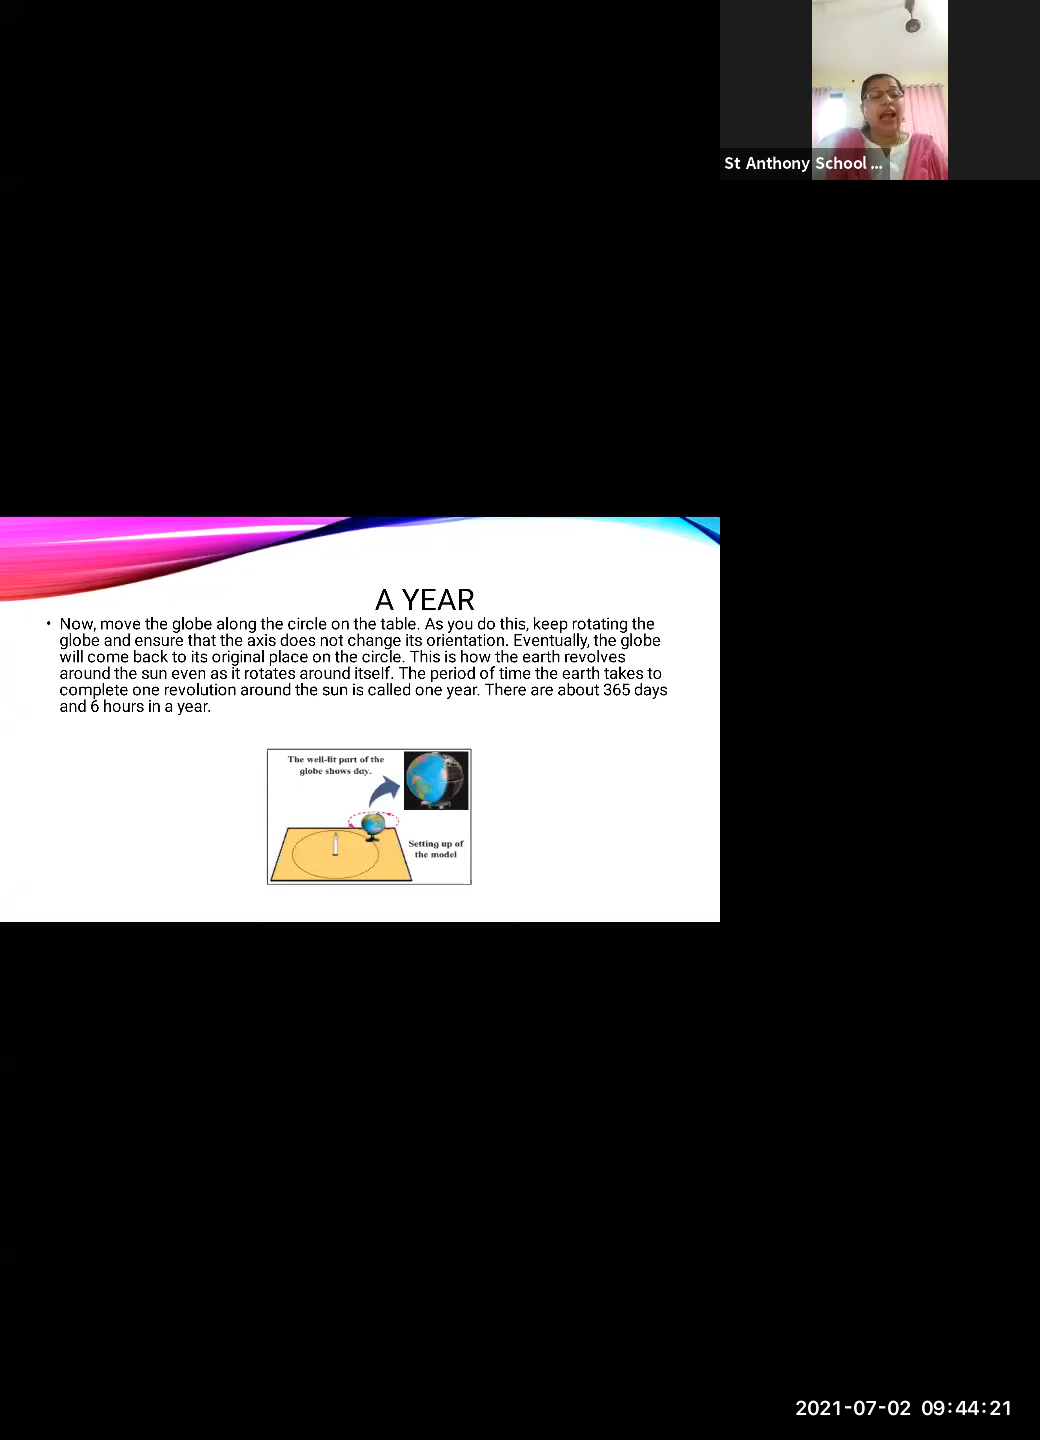 St Anthony School ...
A YEAR
• Now, move the globe along the circle on the table. As you do this, keep rotating the
globe and ensure that the axis does not change its orientation. Eventually, the globe
will come back to its original place on the circle. This is how the earth revolves
around the sun even as it rotates around itself. The period of time the earth takes to
complete one revolution around the sun is called one year. There are about 365 days
and 6 hours in a year.
The well-lit part of the
globe shows day.
Setting up of
the model
2021-07-02 09:44:21